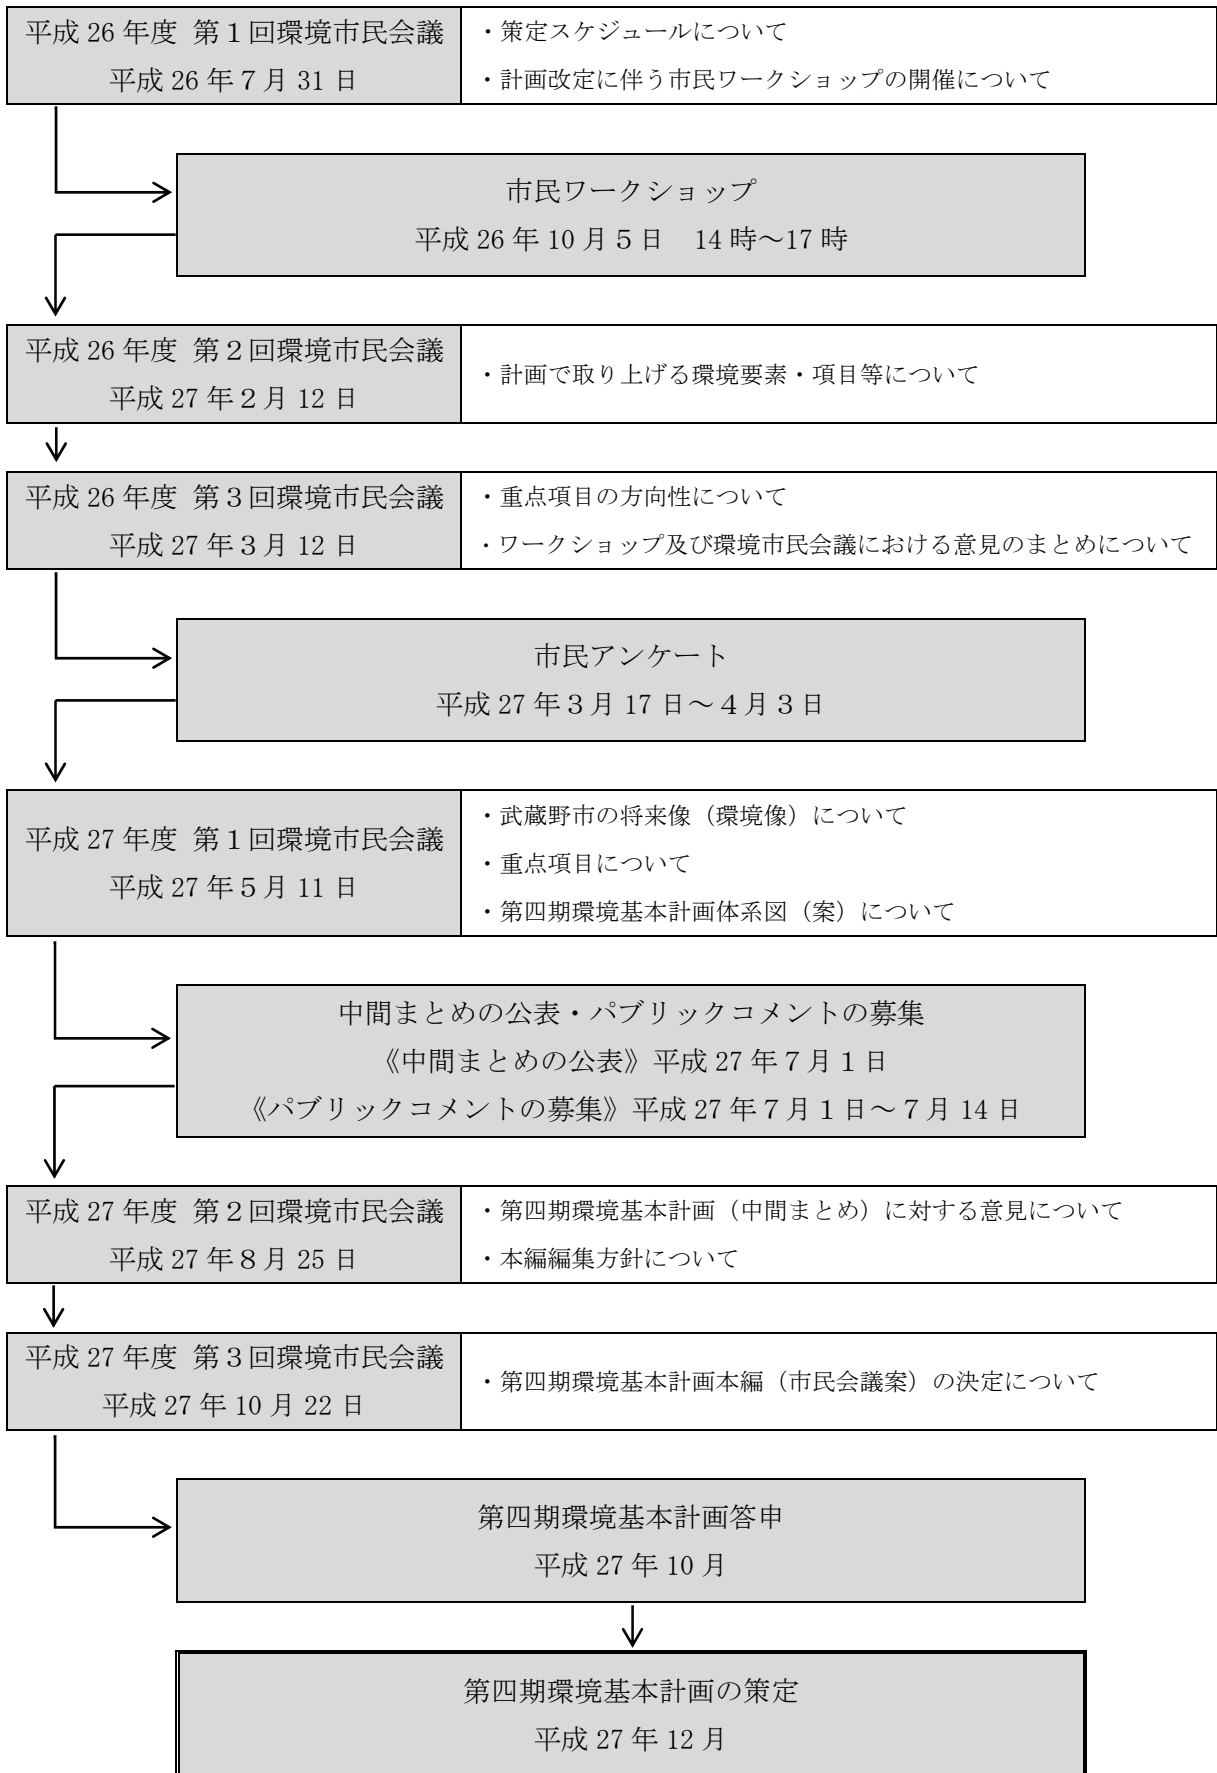 平成 26 年度 第１回環境市民会議
平成 26 年７月 31 日
・策定スケジュールについて
・計画改定に伴う市民ワークショップの開催について
市民ワークショップ
平成 26 年 10 月５日　14 時～17 時
平成 26 年度 第２回環境市民会議
平成 27 年２月 12 日
・計画で取り上げる環境要素・項目等について
平成 26 年度 第３回環境市民会議
平成 27 年３月 12 日
・重点項目の方向性について
・ワークショップ及び環境市民会議における意見のまとめについて
市民アンケート
平成 27 年３月 17 日～４月３日
平成 27 年度 第１回環境市民会議
平成 27 年５月 11 日
・武蔵野市の将来像（環境像）について
・重点項目について
・第四期環境基本計画体系図（案）について
中間まとめの公表・パブリックコメントの募集
《中間まとめの公表》平成 27 年７月１日
《パブリックコメントの募集》平成 27 年７月１日～７月 14 日
平成 27 年度 第２回環境市民会議
平成 27 年８月 25 日
・第四期環境基本計画（中間まとめ）に対する意見について
・本編編集方針について
平成 27 年度 第３回環境市民会議
平成 27 年 10 月 22 日
・第四期環境基本計画本編（市民会議案）の決定について
第四期環境基本計画答申
平成 27 年 10 月
第四期環境基本計画の策定
平成 27 年 12 月